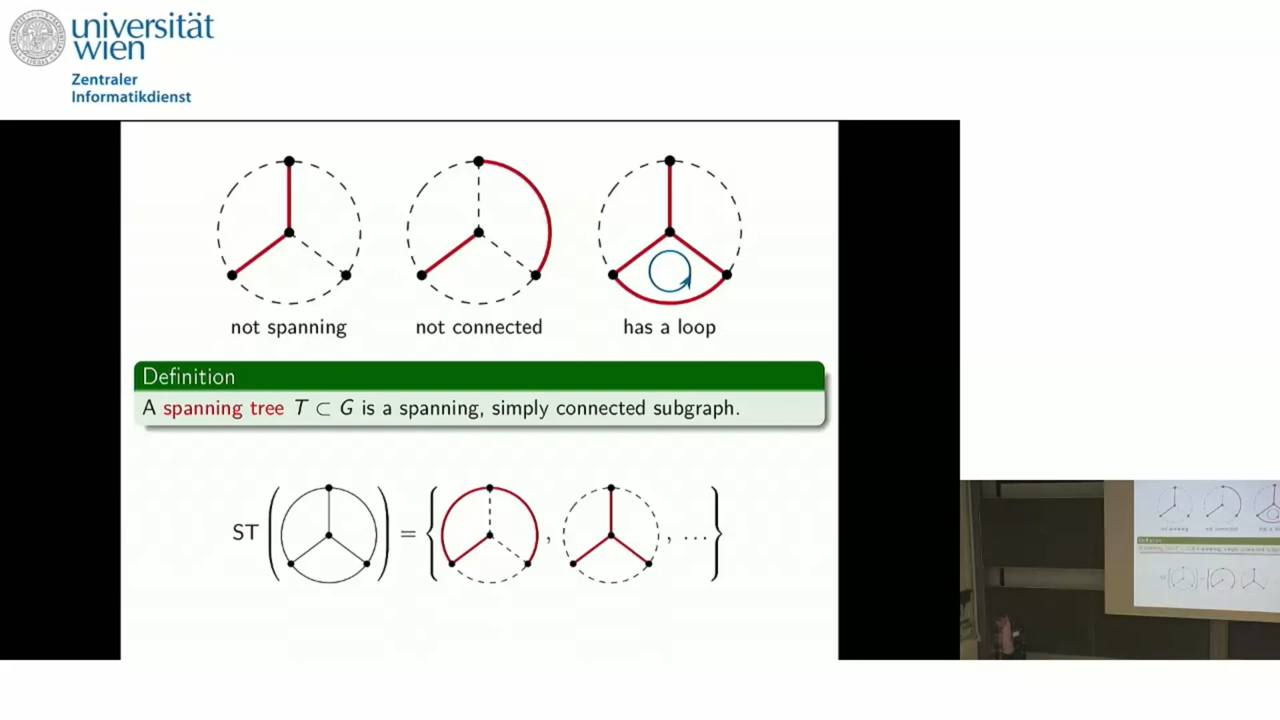 universität
wien
Zentraler
Informatikdienst
not spanning
not connected
has a loop
Definition
A spanning tree T ⊂ G is a spanning, simply connected subgraph.
ST ( ) = { , , ... }